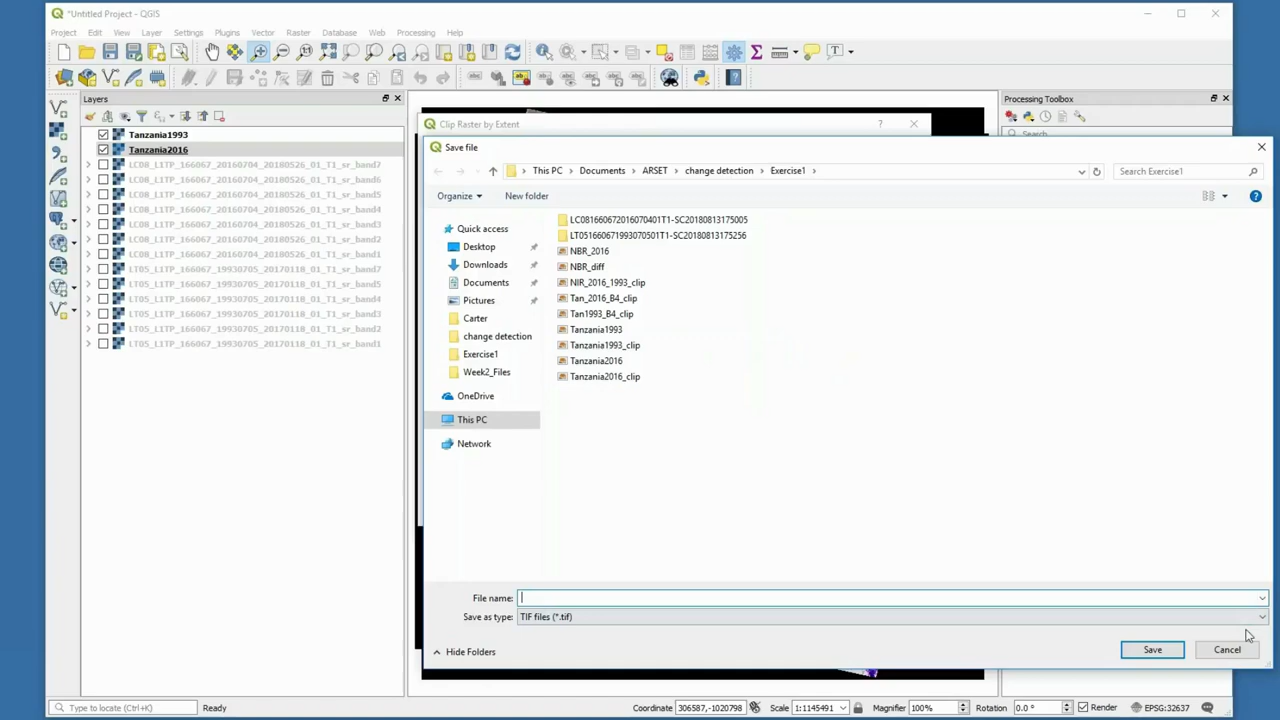 *Untitled Project - QGIS
Project Edit View Layer Settings Plugins Vector Raster Database Web Processing Help
Layers
Tanzania1993
Tanzania2016
LC08_L1TP_166067_20160704_20180526_01_T1_sr_band7
LC08_L1TP_166067_20160704_20180526_01_T1_sr_band6
LC08_L1TP_166067_20160704_20180526_01_T1_sr_band5
LC08_L1TP_166067_20160704_20180526_01_T1_sr_band4
LC08_L1TP_166067_20160704_20180526_01_T1_sr_band3
LC08_L1TP_166067_20160704_20180526_01_T1_sr_band2
LC08_L1TP_166067_20160704_20180526_01_T1_sr_band1
LT05_L1TP_166067_19930705_20170118_01_T1_sr_band7
LT05_L1TP_166067_19930705_20170118_01_T1_sr_band5
LT05_L1TP_166067_19930705_20170118_01_T1_sr_band4
LT05_L1TP_166067_19930705_20170118_01_T1_sr_band3
LT05_L1TP_166067_19930705_20170118_01_T1_sr_band2
LT05_L1TP_166067_19930705_20170118_01_T1_sr_band1
Processing Toolbox
Search
Clip Raster by Extent
Save file
This PC > Documents > ARSET > change detection > Exercise1 >
Search Exercise1
Organize New folder
Quick access
Desktop
Downloads
Documents
Pictures
Carter
change detection
Exercise1
Week2_Files
OneDrive
This PC
Network
LC081660672016070401T1-SC20180813175005
LT051660671993070501T1-SC20180813175256
NBR_2016
NBR_diff
NIR_2016_1993_clip
Tan_2016_B4_clip
Tan1993_B4_clip
Tanzania1993
Tanzania1993_clip
Tanzania2016
Tanzania2016_clip
File name:
Save as type: TIF files (*.tif)
Hide Folders Save Cancel
Type to locate (Ctrl+K) Ready Coordinate 306587,-1020798 Scale 1:1145491 Magnifier 100% Rotation 0.0 ° Render EPSG:32637